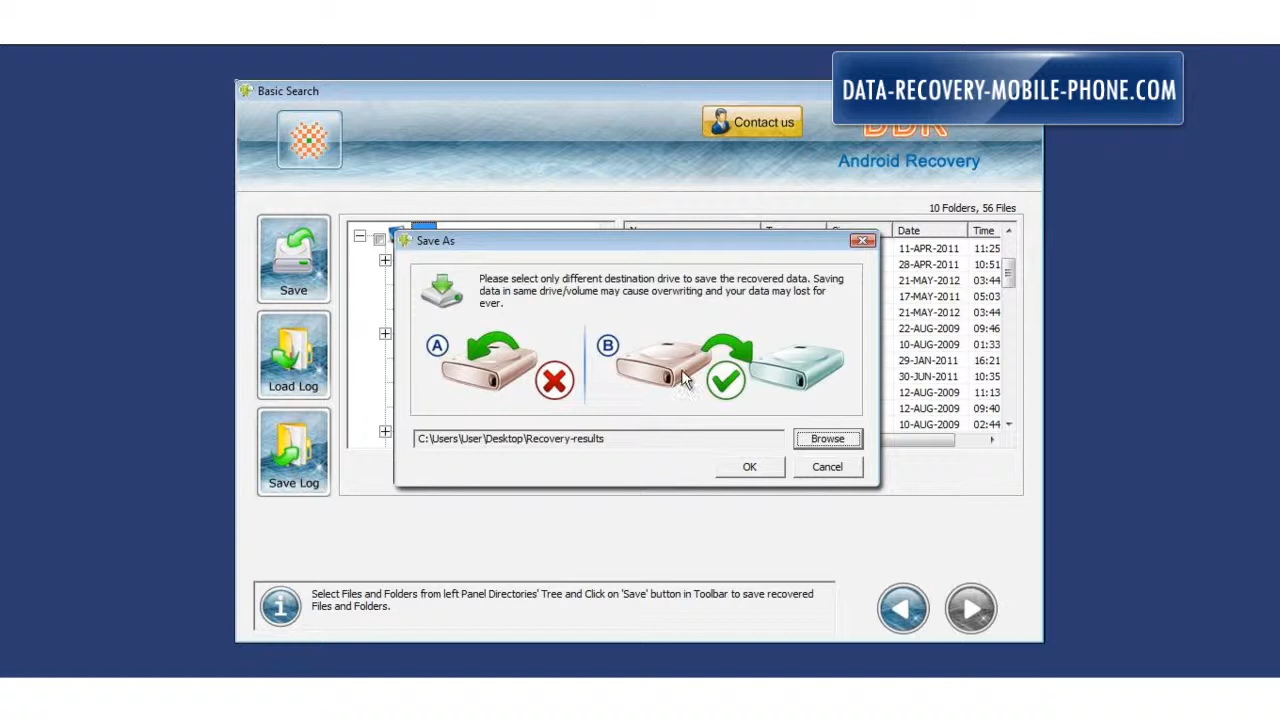 DATA-RECOVERY-MOBILE-PHONE.COM
Basic Search
Contact us
Android Recovery
10 Folders, 56 Files
Date Time
11-APR-2011 11:25
28-APR-2011 10:51
21-MAY-2012 03:44
17-MAY-2011 05:03
21-MAY-2012 03:44
22-AUG-2009 09:46
10-AUG-2009 01:33
29-JAN-2011 16:21
30-JUN-2011 10:35
12-AUG-2009 11:13
12-AUG-2009 09:40
10-AUG-2009 02:44
Save
Load Log
Save Log
Save As
Please select only different destination drive to save the recovered data. Saving
data in same drive/volume may cause overwriting and your data may lost for
ever.
A
B
C:\Users\User\Desktop\Recovery-results
Browse
OK
Cancel
Select Files and Folders from left Panel Directories' Tree and Click on 'Save' button in Toolbar to save recovered
Files and Folders.